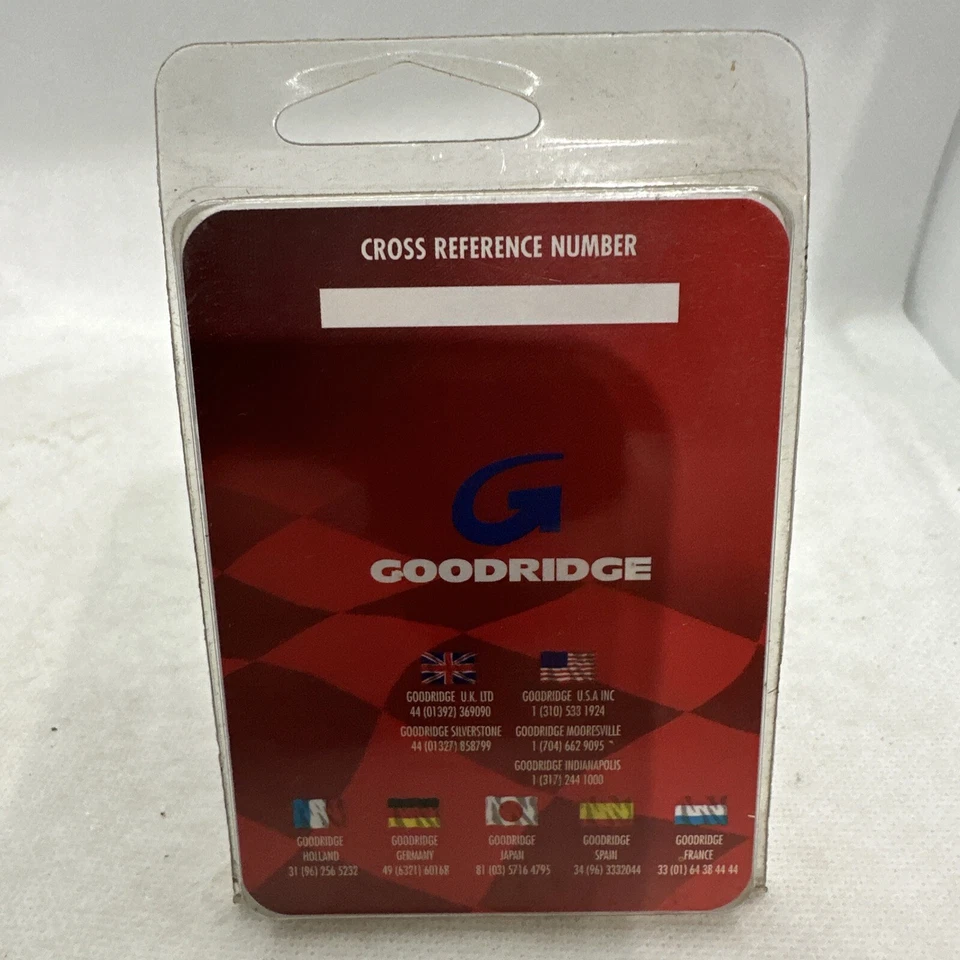 CROSS REFERENCE NUMBER
G
GOODRIDGE
GOODRIDGE U.K. LTD
44 (01392) 369090
GOODRIDGE SILVERSTONE
44 (01327) 858799
GOODRIDGE U.S.A INC
1 (310) 533 1924
GOODRIDGE MOORESVILLE
1 (704) 662 9095
GOODRIDGE INDIANAPOLIS
1 (317) 244 1000
GOODRIDGE
HOLLAND
31 (96) 256 5232
GOODRIDGE
GERMANY
49 (6321) 60168
GOODRIDGE
JAPAN
81 (03) 5716 4795
GOODRIDGE
SPAIN
34 (96) 3332044
GOODRIDGE
FRANCE
33 (01) 64 38 44 44